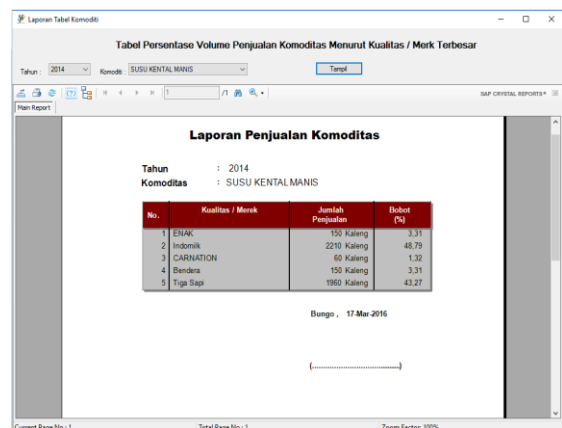 Laporan Tabel Komoditi
Tabel Persentase Volume Penjualan Komoditas Menurut Kualitas / Merk Terbesar
Tahun : 2014 Komoditi : SUSU KENTAL MANIS Tampil
1 /1 SAP CRYSTAL REPORTS®
Main Report
Laporan Penjualan Komoditas
Tahun : 2014
Komoditas : SUSU KENTAL MANIS
No. Kualitas / Merek Jumlah Penjualan Bobot (%)
1 ENAK 150 Kaleng 3,31
2 Indomilk 2210 Kaleng 48,79
3 CARNATION 60 Kaleng 1,32
4 Bendera 150 Kaleng 3,31
5 Tiga Sapi 1960 Kaleng 43,27
Bungo , 17-Mar-2016
(.................................)
Current Page No.: 1 Total Page No.: 1 Zoom Factor: 100%